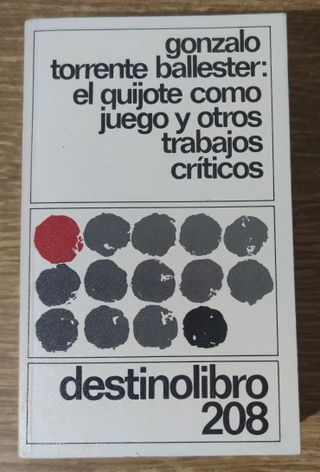 gonzalo
torrente ballester:
el quijote como
juego y otros
trabajos
críticos
destinolibro
208